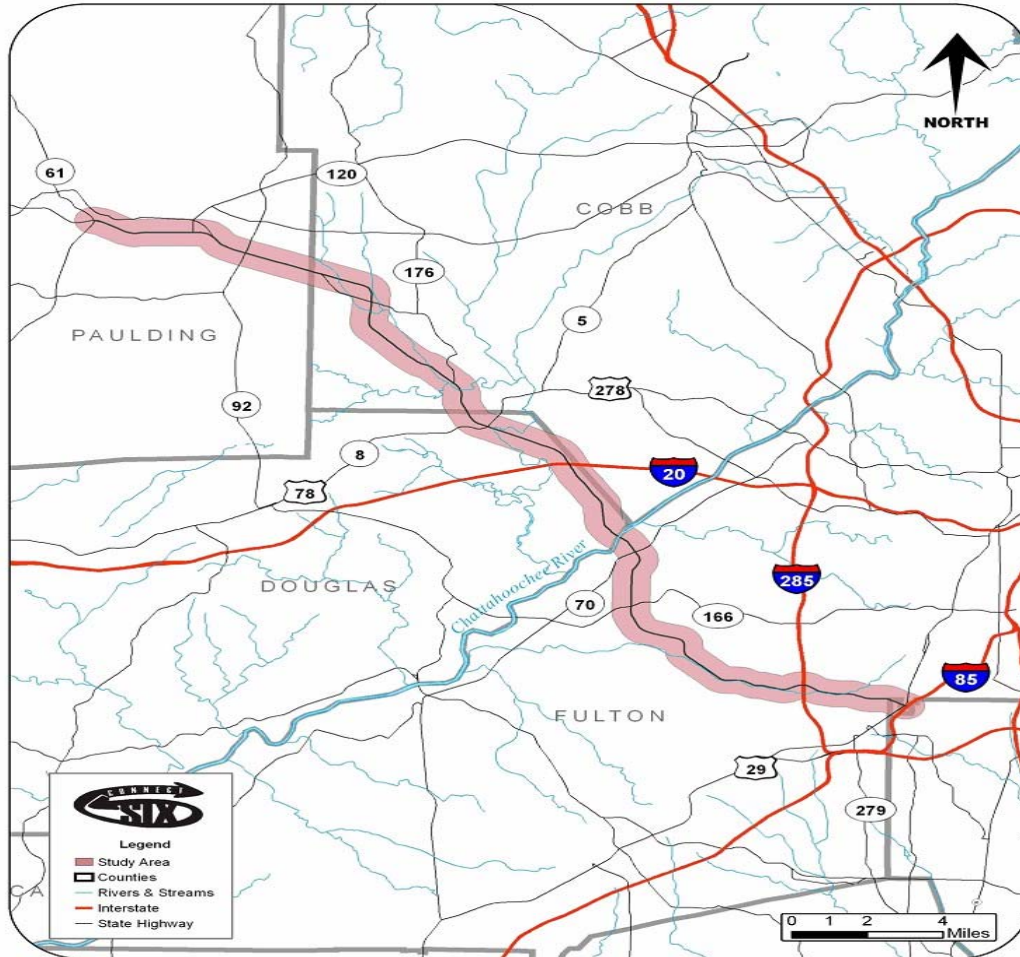 NORTH
61
120
COBB
176
5
PAULDING
278
92
8
20
78
285
DOUGLAS
Chattahoochee River
70
166
85
FULTON
29
279
CONNECT
SIX
Legend
Study Area
Counties
Rivers & Streams
Interstate
State Highway
CA
0 1 2 4
Miles